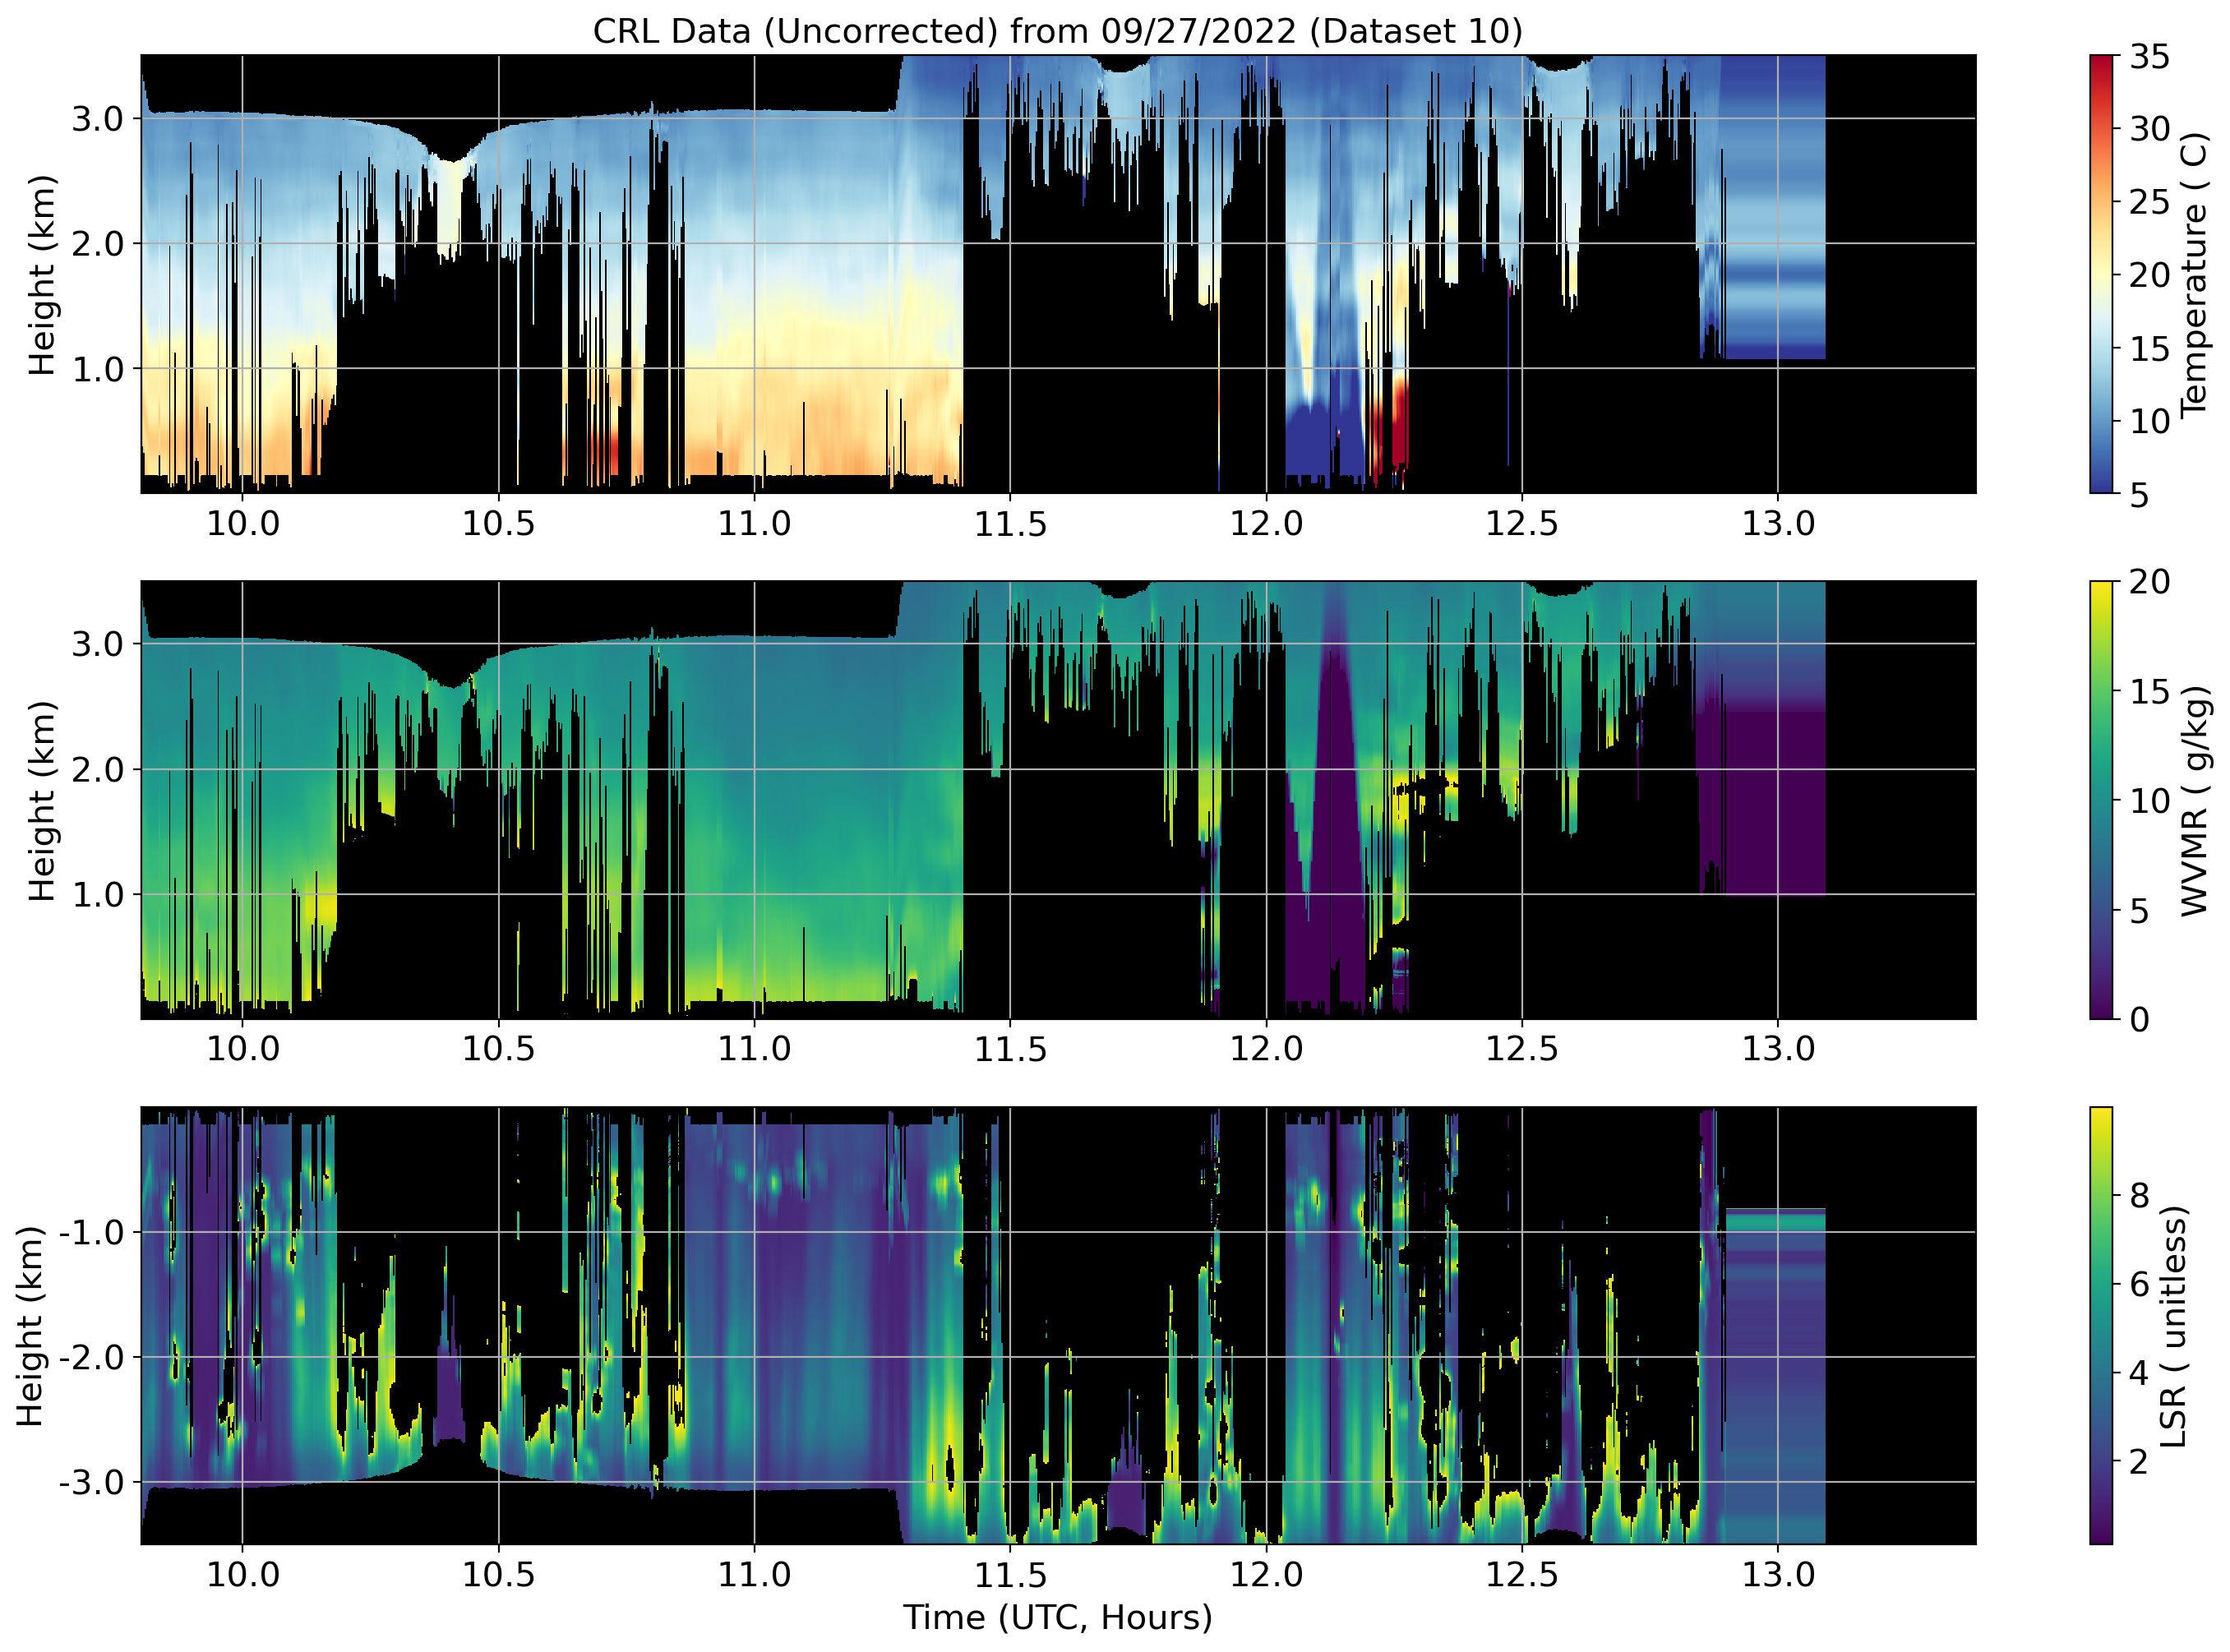 CRL Data (Uncorrected) from 09/27/2022 (Dataset 10)
3.0
2.0
1.0
Height (km)
10.0 10.5 11.0 11.5 12.0 12.5 13.0
35
30
25
20
15
10
5
Temperature ( C)
3.0
2.0
1.0
Height (km)
10.0 10.5 11.0 11.5 12.0 12.5 13.0
20
15
10
5
0
WVMR ( g/kg)
-1.0
-2.0
-3.0
Height (km)
10.0 10.5 11.0 11.5 12.0 12.5 13.0
Time (UTC, Hours)
8
6
4
2
LSR ( unitless)